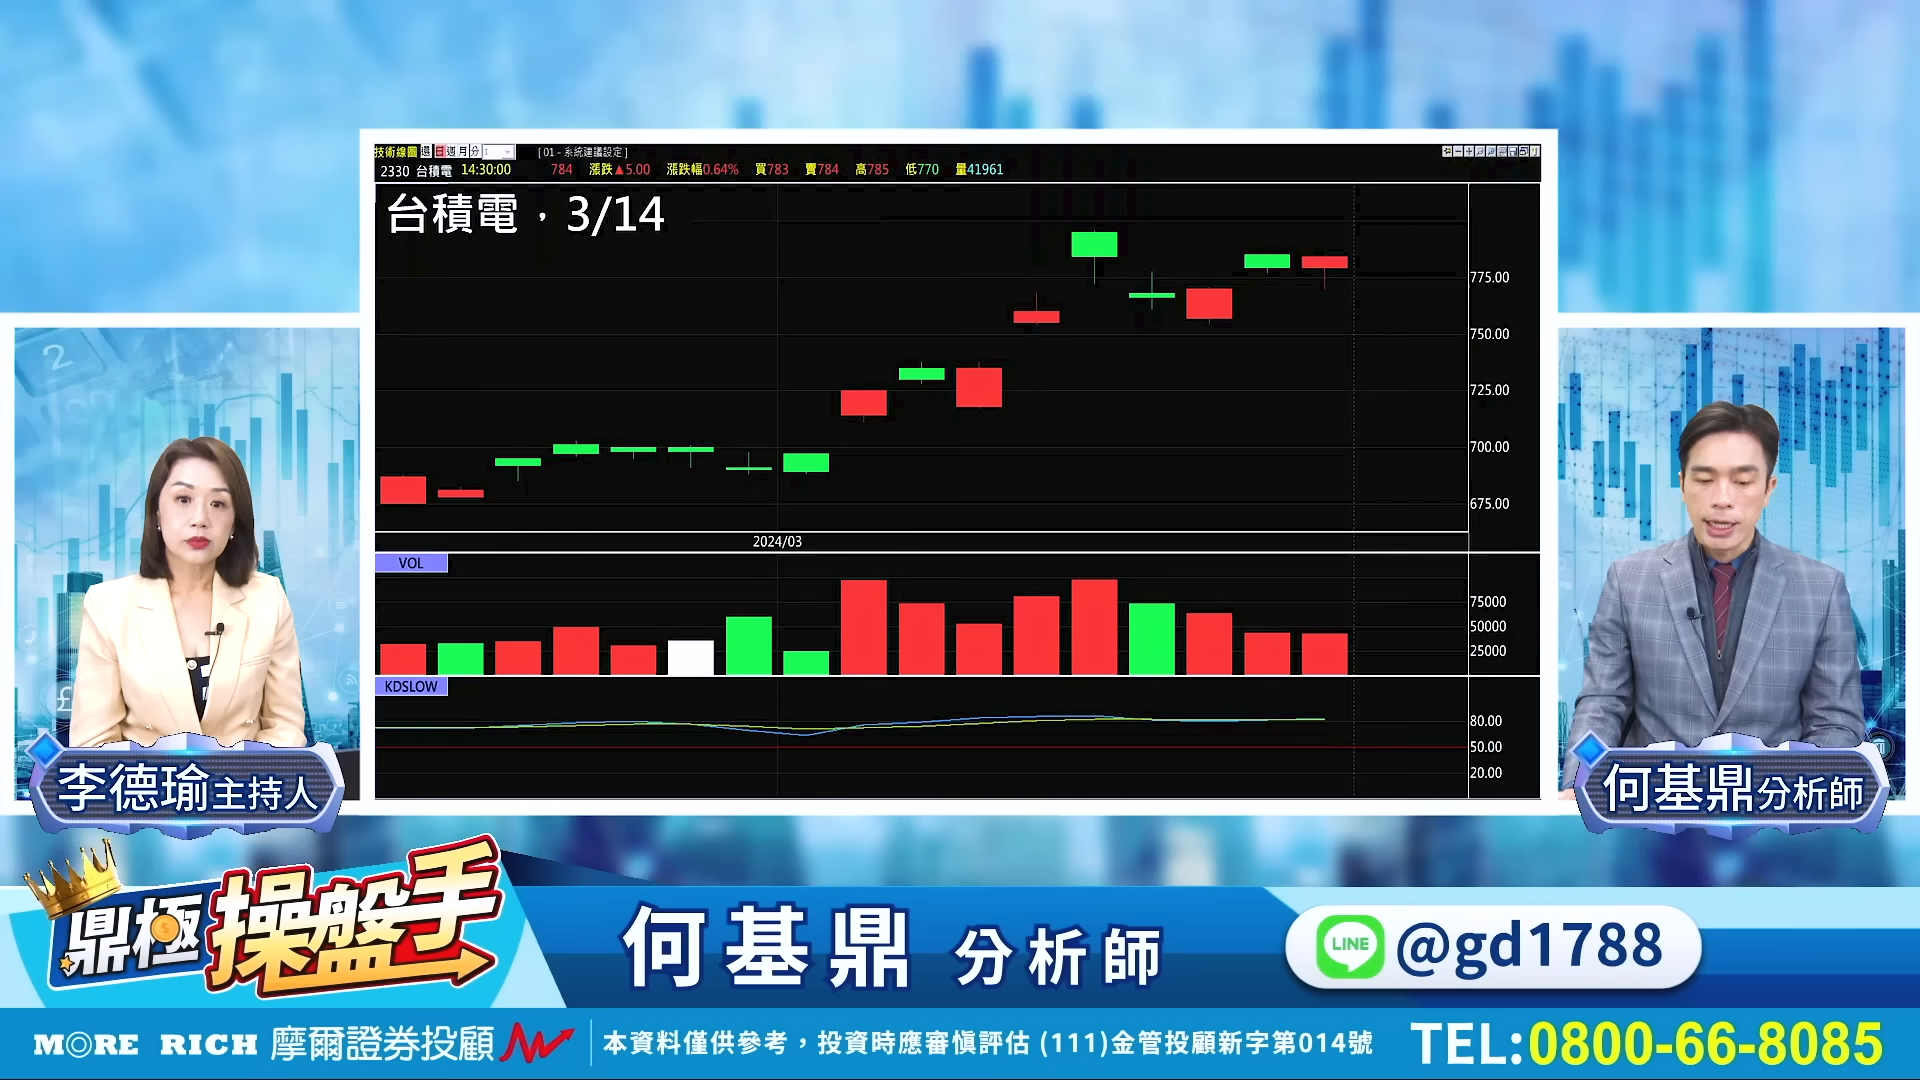 技術線圖 還 日 週 月 分 1 [ 01 - 系統建議設定 ]
2330 台積電 14:30:00 784 漲跌▲5.00 漲跌幅0.64% 買783 賣784 高785 低770 量41961
台積電，3/14
775.00
750.00
725.00
700.00
675.00
2024/03
VOL
75000
50000
25000
KDSLOW
80.00
50.00
20.00
李德瑜主持人
何基鼎分析師
鼎極操盤手
何基鼎 分析師
LINE @gd1788
MORE RICH 摩爾證券投顧
本資料僅供參考，投資時應審慎評估 (111)金管投顧新字第014號
TEL:0800-66-8085